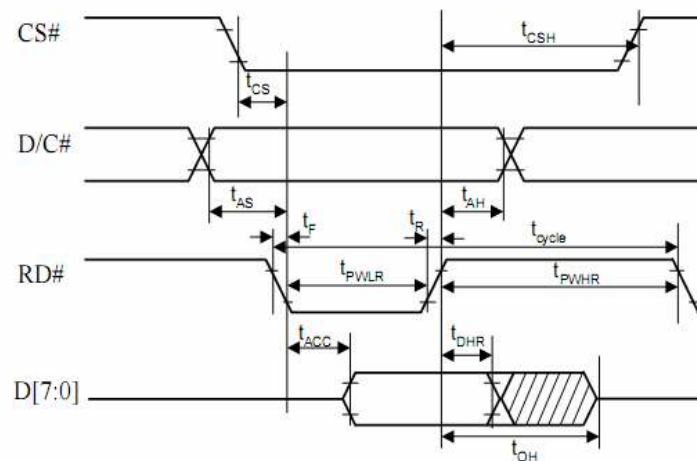 CS#
t_CSH
t_CS
D/C#
t_AS
t_AH
t_F
t_R
t_cycle
RD#
t_PWLR
t_PWHR
t_ACC
t_DHR
D[7:0]
t_OH